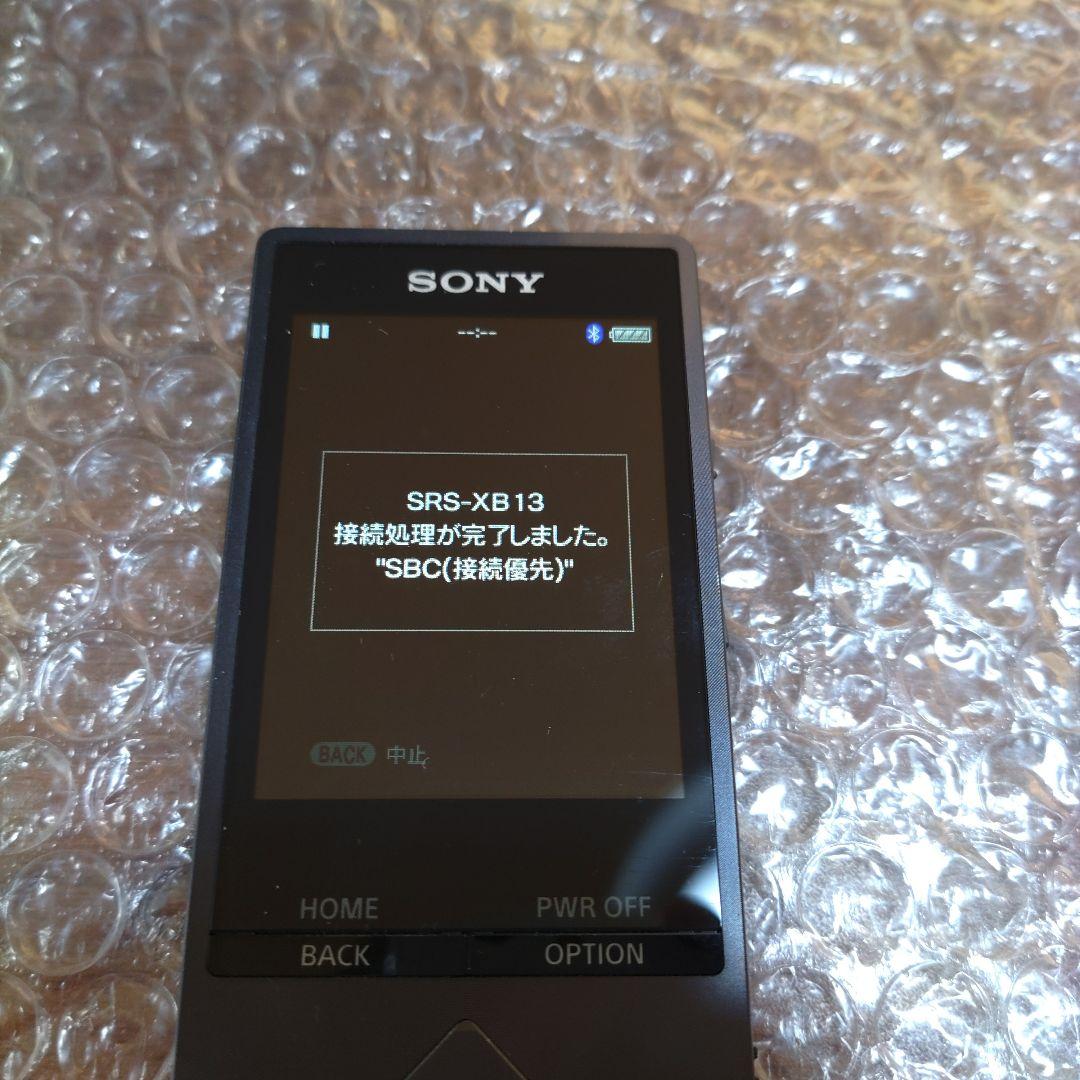 SONY
--:--
SRS-XB13
接続処理が完了しました。
"SBC(接続優先)"
BACK 中止
HOME PWR OFF
BACK OPTION